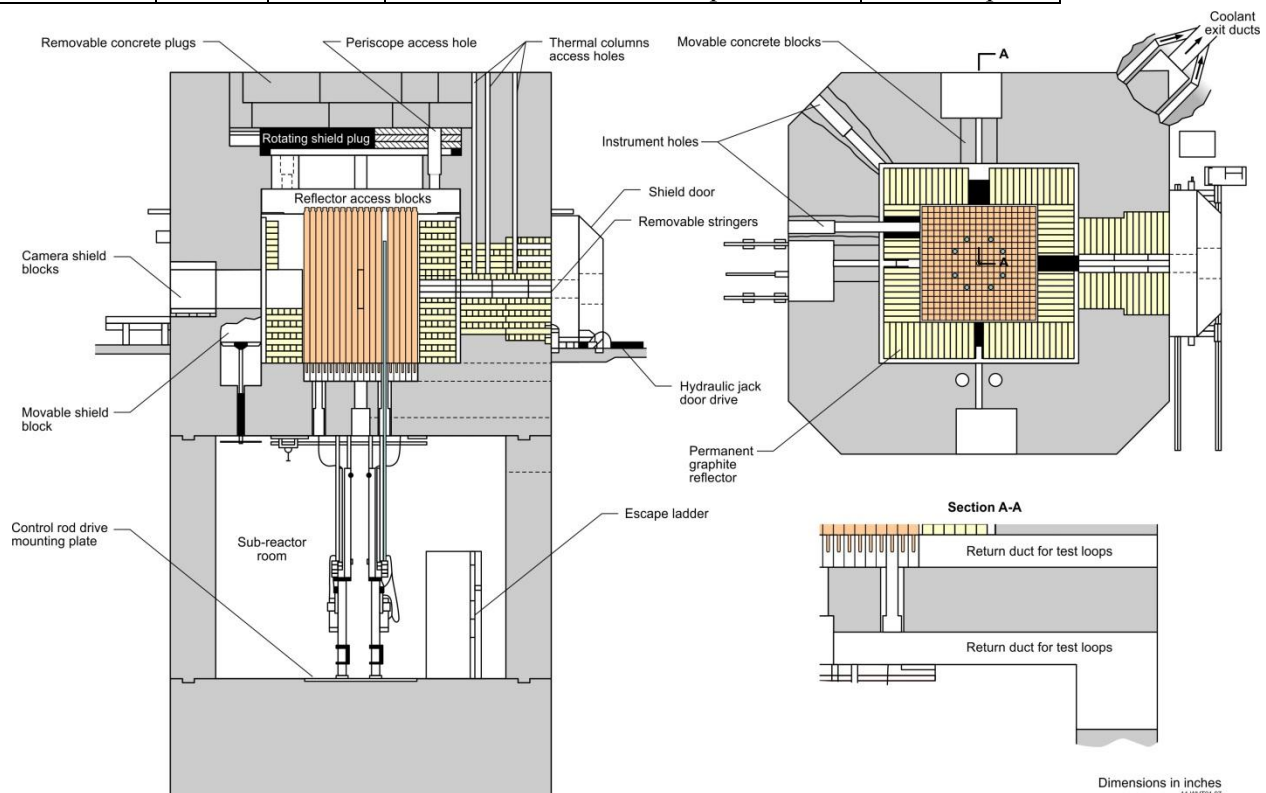 Removable concrete plugs
Periscope access hole
Thermal columns
access holes
Movable concrete blocks
A
Coolant
exit ducts
Rotating shield plug
Instrument holes
Reflector access blocks
Shield door
Removable stringers
Camera shield
blocks
A
Movable shield
block
Hydraulic jack
door drive
Permanent
graphite
reflector
Section A-A
Control rod drive
mounting plate
Sub-reactor
room
Escape ladder
Return duct for test loops
Return duct for test loops
Dimensions in inches